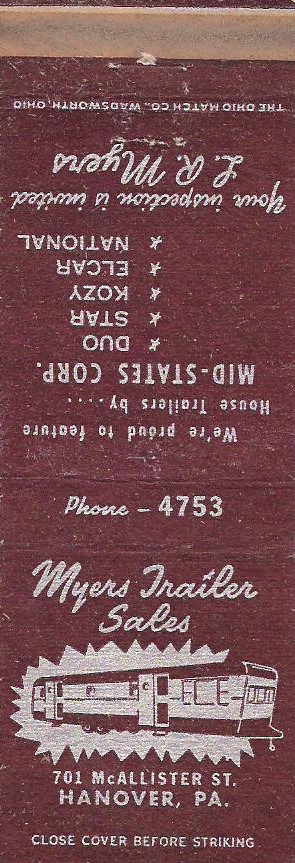 We're proud to feature
House Trailers by....
MID-STATES CORP.
★ DUO
★ STAR
★ KOZY
★ ELCAR
★ NATIONAL
Your inspection is invited
L. R. Myers
THE OHIO MATCH CO., WADSWORTH, OHIO
Phone – 4753
Myers Trailer
Sales
701 McALLISTER ST.
HANOVER, PA.
CLOSE COVER BEFORE STRIKING